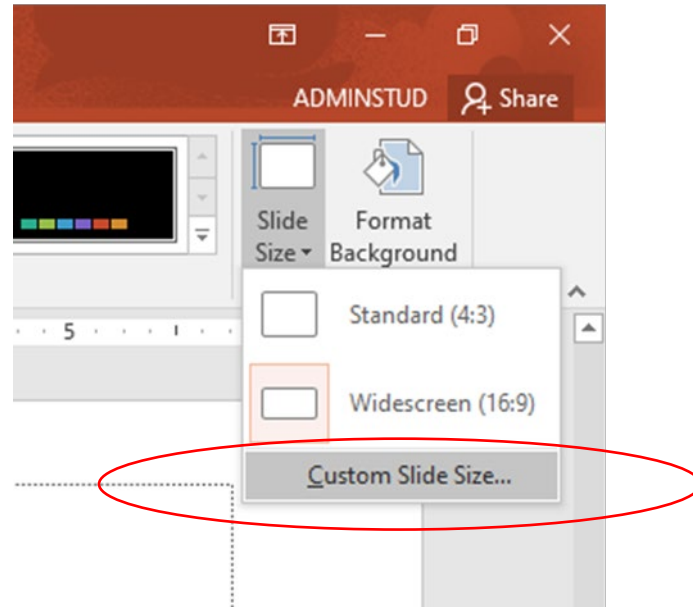 ADMINSTUD Share
Slide Format
Size Background
5
Standard (4:3)
Widescreen (16:9)
Custom Slide Size...